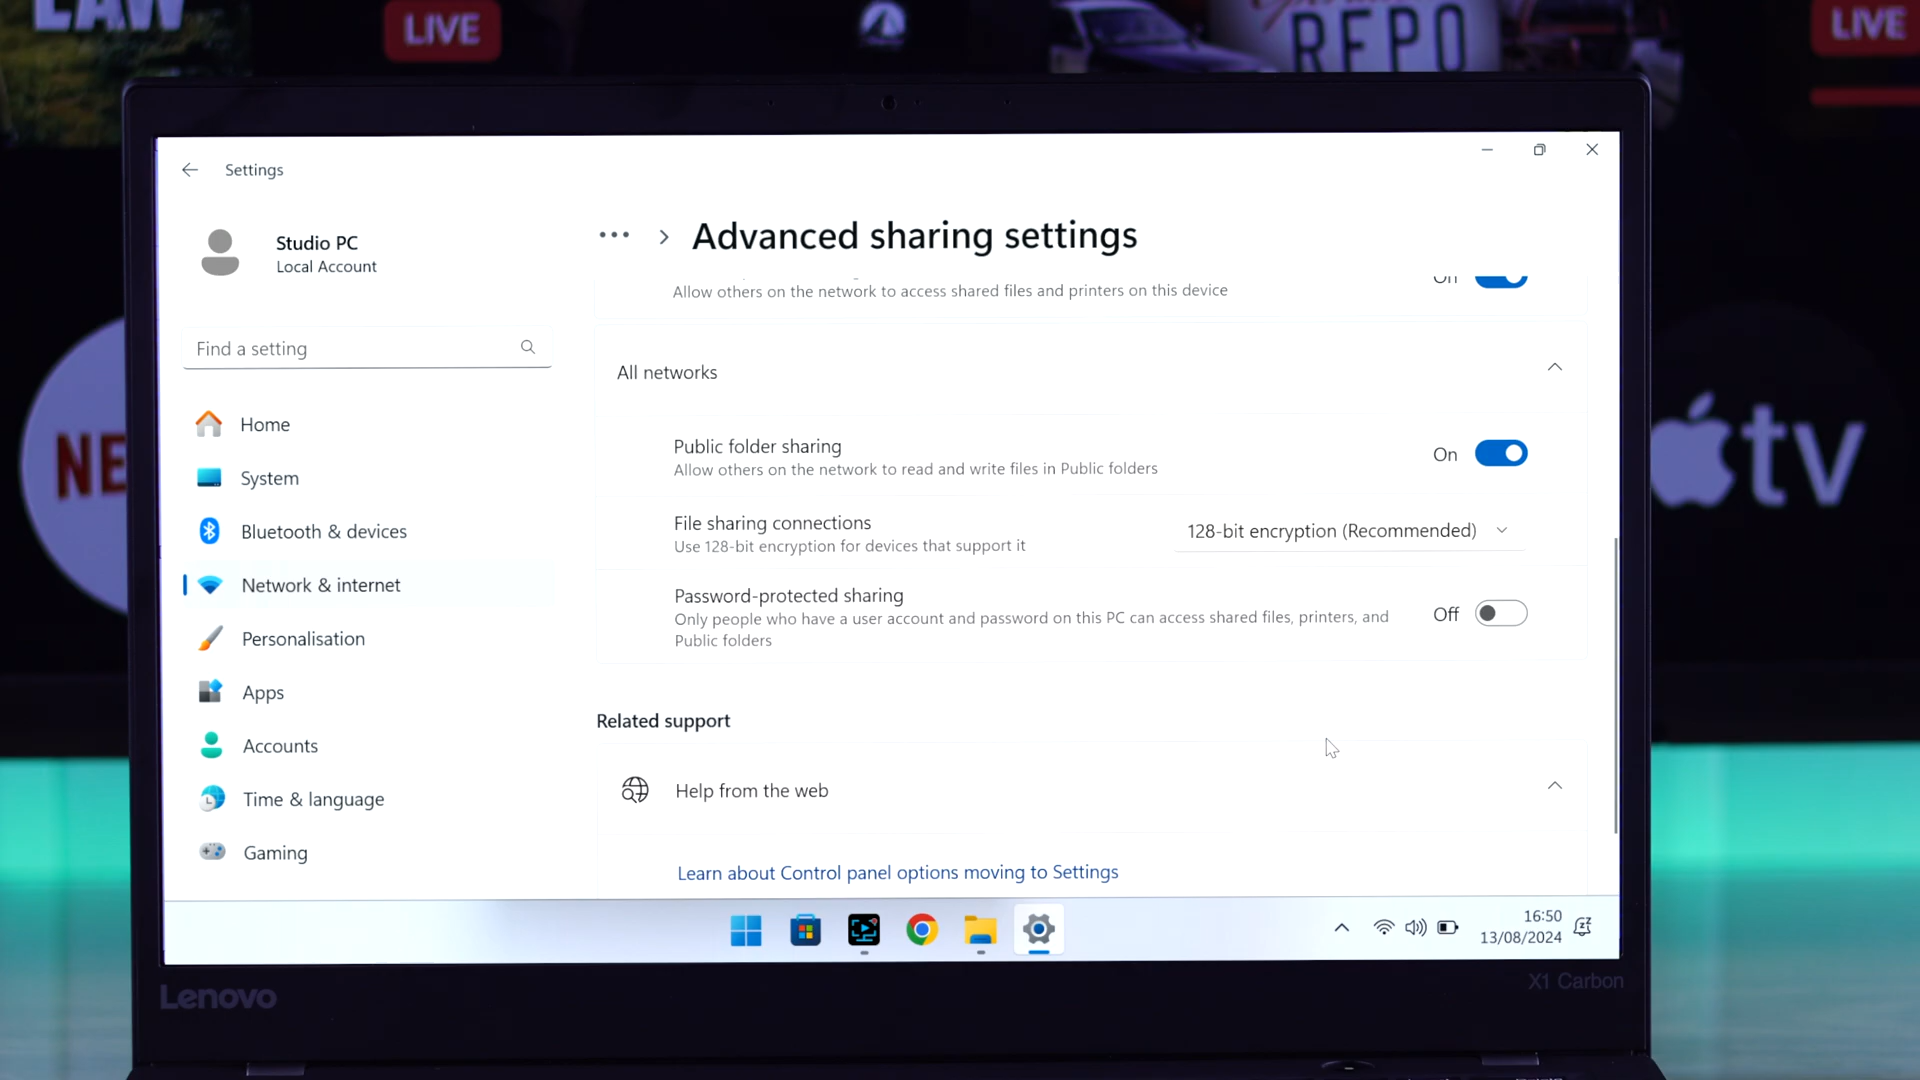 LAW
LIVE
REPO
LIVE
Settings
Studio PC
Local Account
Find a setting
Home
System
Bluetooth & devices
Network & internet
Personalisation
Apps
Accounts
Time & language
Gaming
••• > Advanced sharing settings
Allow others on the network to access shared files and printers on this device
On
All networks
Public folder sharing
Allow others on the network to read and write files in Public folders
On
File sharing connections
Use 128-bit encryption for devices that support it
128-bit encryption (Recommended)
Password-protected sharing
Only people who have a user account and password on this PC can access shared files, printers, and
Public folders
Off
Related support
Help from the web
Learn about Control panel options moving to Settings
16:50
13/08/2024
NE
tv
Lenovo
X1 Carbon